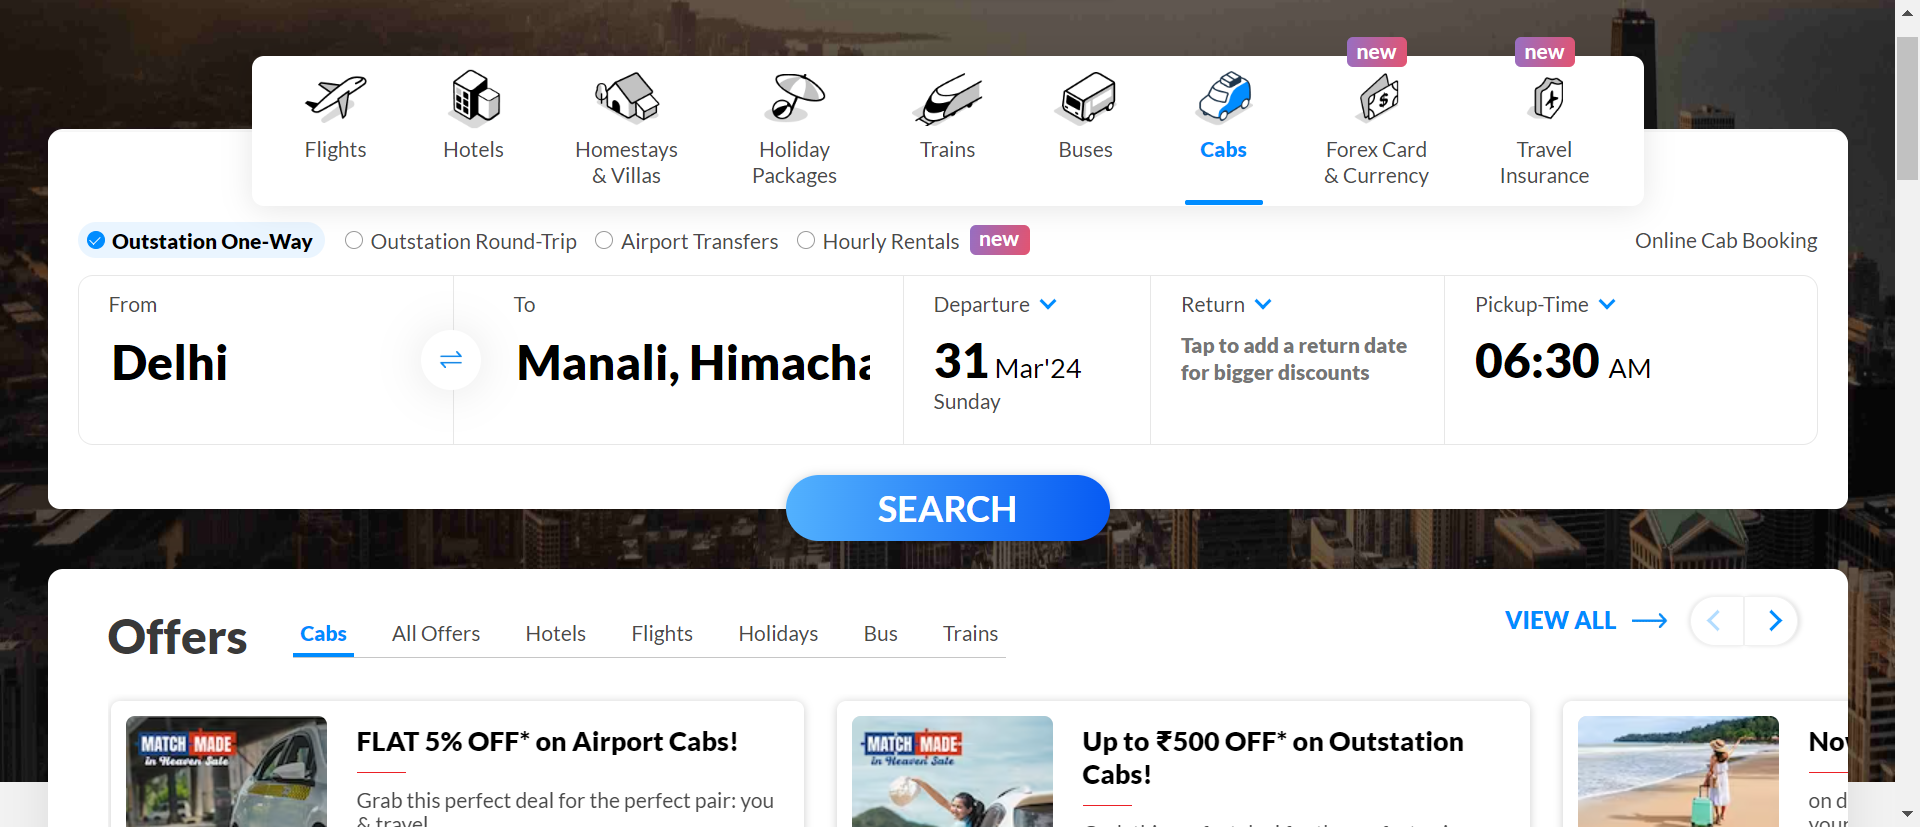 new
new
Flights
Hotels
Homestays
& Villas
Holiday
Packages
Trains
Buses
Cabs
Forex Card
& Currency
Travel
Insurance
Outstation One-Way
Outstation Round-Trip
Airport Transfers
Hourly Rentals
new
Online Cab Booking
From
Delhi
To
Manali, Himacha
Departure
31 Mar'24
Sunday
Return
Tap to add a return date
for bigger discounts
Pickup-Time
06:30 AM
SEARCH
Offers
Cabs
All Offers
Hotels
Flights
Holidays
Bus
Trains
VIEW ALL
MATCH MADE
in Heaven Sale
FLAT 5% OFF* on Airport Cabs!
Grab this perfect deal for the perfect pair: you
& travel
MATCH MADE
in Heaven Sale
Up to ₹500 OFF* on Outstation
Cabs!
on d
your